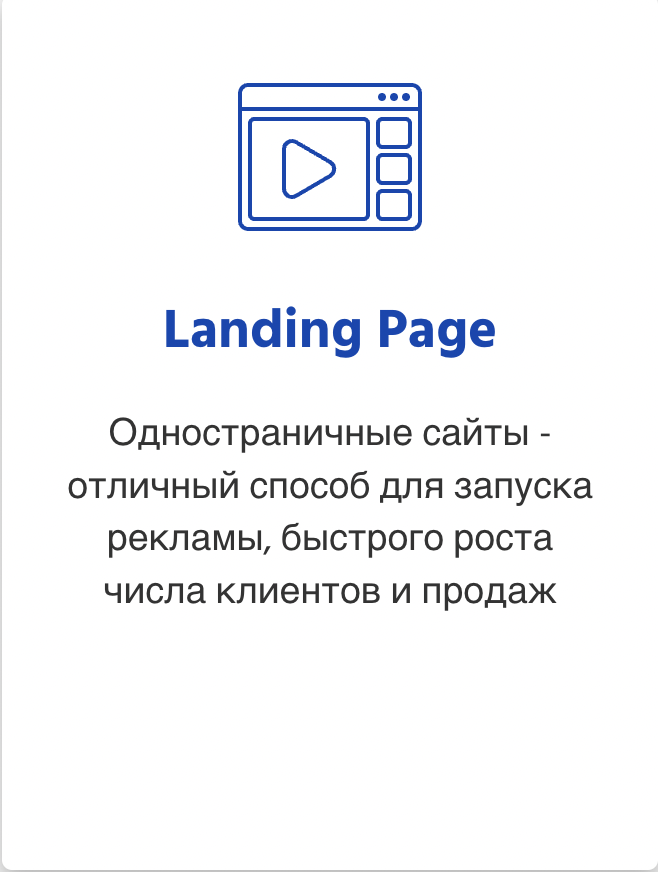 Landing Page
Одностраничные сайты -
отличный способ для запуска
рекламы, быстрого роста
числа клиентов и продаж